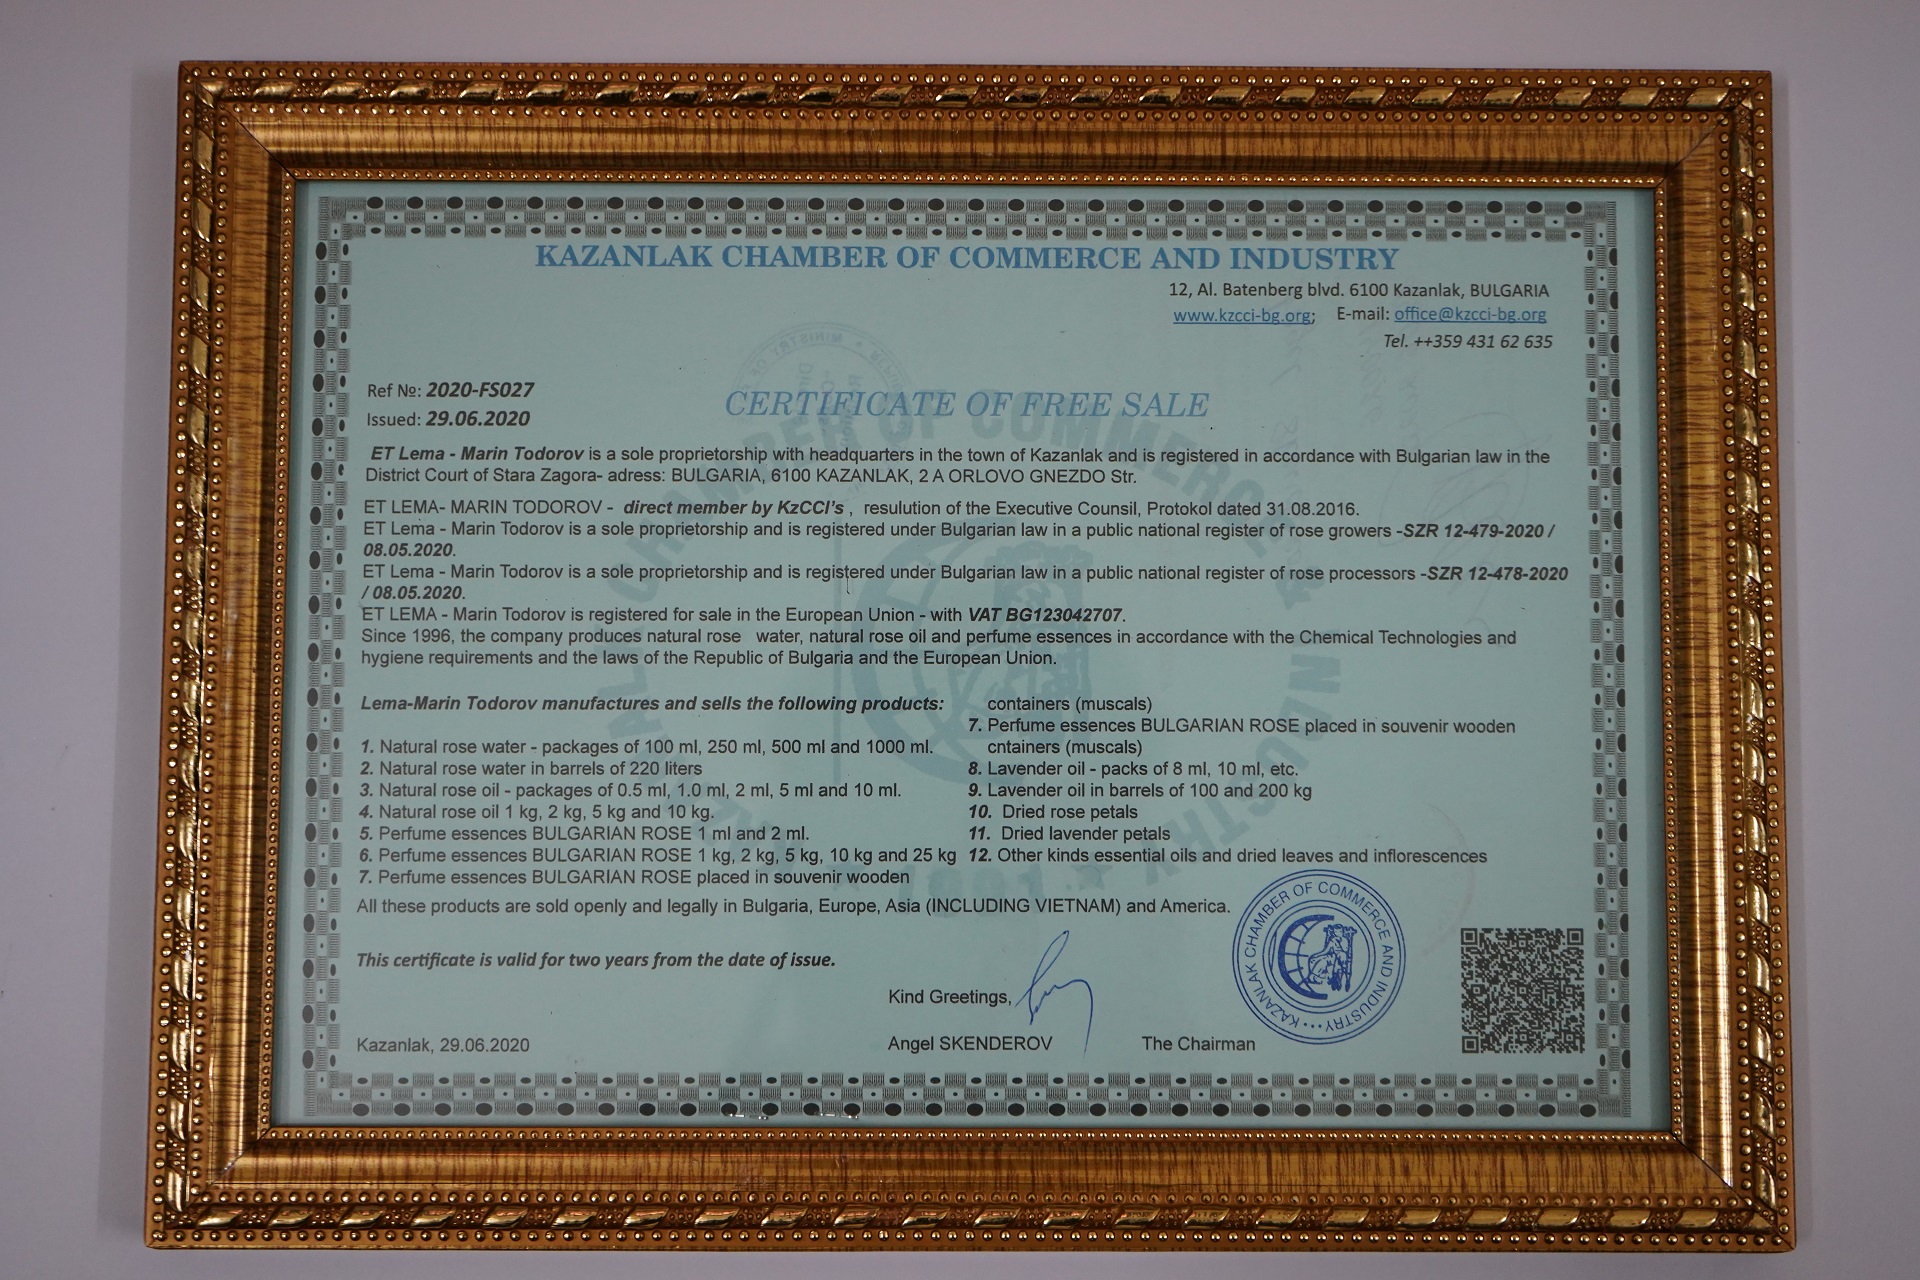 KAZANLAK CHAMBER OF COMMERCE AND INDUSTRY
12, Al. Batenberg blvd. 6100 Kazanlak, BULGARIA
www.kzcci-bg.org; E-mail: office@kzcci-bg.org
Tel. ++359 431 62 635
Ref №: 2020-FS027
CERTIFICATE OF FREE SALE
Issued: 29.06.2020
ET Lema - Marin Todorov is a sole proprietorship with headquarters in the town of Kazanlak and is registered in accordance with Bulgarian law in the
District Court of Stara Zagora- adress: BULGARIA, 6100 KAZANLAK, 2 A ORLOVO GNEZDO Str.
ET LEMA- MARIN TODOROV - direct member by KzCCI's , resulution of the Executive Counsil, Protokol dated 31.08.2016.
ET Lema - Marin Todorov is a sole proprietorship and is registered under Bulgarian law in a public national register of rose growers -SZR 12-479-2020 /
08.05.2020.
ET Lema - Marin Todorov is a sole proprietorship and is registered under Bulgarian law in a public national register of rose processors -SZR 12-478-2020
/ 08.05.2020.
ET LEMA - Marin Todorov is registered for sale in the European Union - with VAT BG123042707.
Since 1996, the company produces natural rose water, natural rose oil and perfume essences in accordance with the Chemical Technologies and
hygiene requirements and the laws of the Republic of Bulgaria and the European Union.
Lema-Marin Todorov manufactures and sells the following products:
1. Natural rose water - packages of 100 ml, 250 ml, 500 ml and 1000 ml.
2. Natural rose water in barrels of 220 liters
3. Natural rose oil - packages of 0.5 ml, 1.0 ml, 2 ml, 5 ml and 10 ml.
4. Natural rose oil 1 kg, 2 kg, 5 kg and 10 kg.
5. Perfume essences BULGARIAN ROSE 1 ml and 2 ml.
6. Perfume essences BULGARIAN ROSE 1 kg, 2 kg, 5 kg, 10 kg and 25 kg
7. Perfume essences BULGARIAN ROSE placed in souvenir wooden
containers (muscals)
7. Perfume essences BULGARIAN ROSE placed in souvenir wooden
cntainers (muscals)
8. Lavender oil - packs of 8 ml, 10 ml, etc.
9. Lavender oil in barrels of 100 and 200 kg
10. Dried rose petals
11. Dried lavender petals
12. Other kinds essential oils and dried leaves and inflorescences
All these products are sold openly and legally in Bulgaria, Europe, Asia (INCLUDING VIETNAM) and America.
This certificate is valid for two years from the date of issue.
Kind Greetings,
Kazanlak, 29.06.2020
Angel SKENDEROV The Chairman
KAZANLAK CHAMBER OF COMMERCE AND INDUSTRY